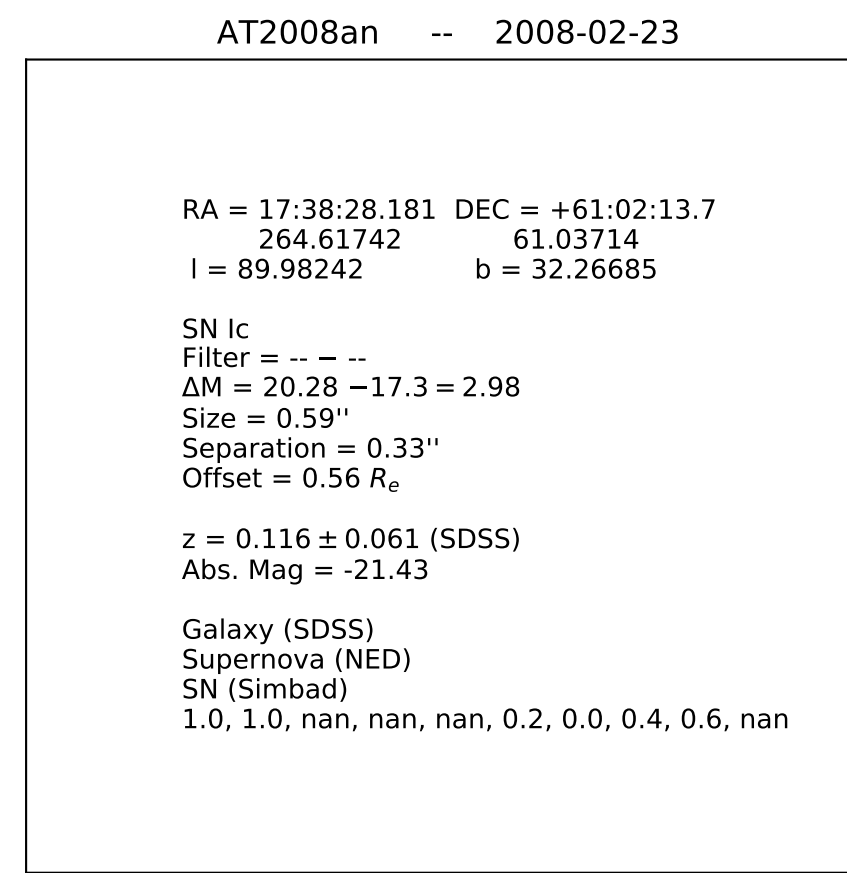 AT2008an -- 2008-02-23
RA = 17:38:28.181 DEC = +61:02:13.7
264.61742 61.03714
l = 89.98242 b = 32.26685
SN Ic
Filter = -- − --
ΔM = 20.28 −17.3 = 2.98
Size = 0.59''
Separation = 0.33''
Offset = 0.56 Rₑ
z = 0.116 ± 0.061 (SDSS)
Abs. Mag = -21.43
Galaxy (SDSS)
Supernova (NED)
SN (Simbad)
1.0, 1.0, nan, nan, nan, 0.2, 0.0, 0.4, 0.6, nan